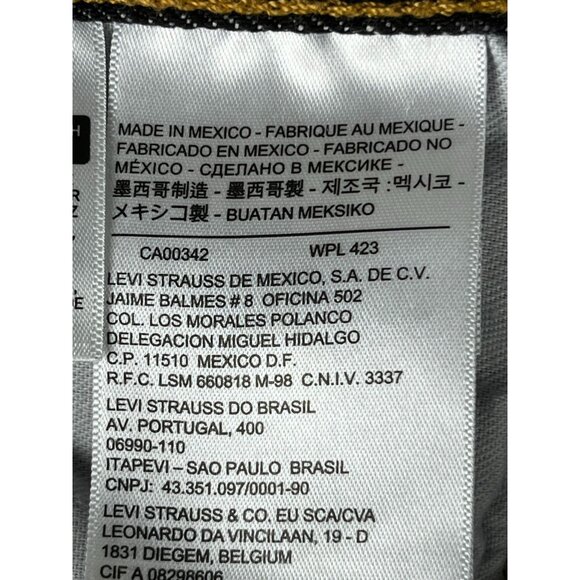 MADE IN MEXICO - FABRIQUE AU MEXIQUE -
FABRICADO EN MEXICO - FABRICADO NO
MÉXICO - СДЕЛАНО В МЕКСИКЕ -
墨西哥制造 - 墨西哥製 - 제조국 :멕시코 -
メキシコ製 - BUATAN MEKSIKO
CA00342 WPL 423
LEVI STRAUSS DE MEXICO, S.A. DE C.V.
JAIME BALMES # 8 OFICINA 502
COL. LOS MORALES POLANCO
DELEGACION MIGUEL HIDALGO
C.P. 11510 MEXICO D.F.
R.F.C. LSM 660818 M-98 C.N.I.V. 3337
LEVI STRAUSS DO BRASIL
AV. PORTUGAL, 400
06990-110
ITAPEVI – SAO PAULO BRASIL
CNPJ: 43.351.097/0001-90
LEVI STRAUSS & CO. EU SCA/CVA
LEONARDO DA VINCILAAN, 19 - D
1831 DIEGEM, BELGIUM
CIF A 08298606